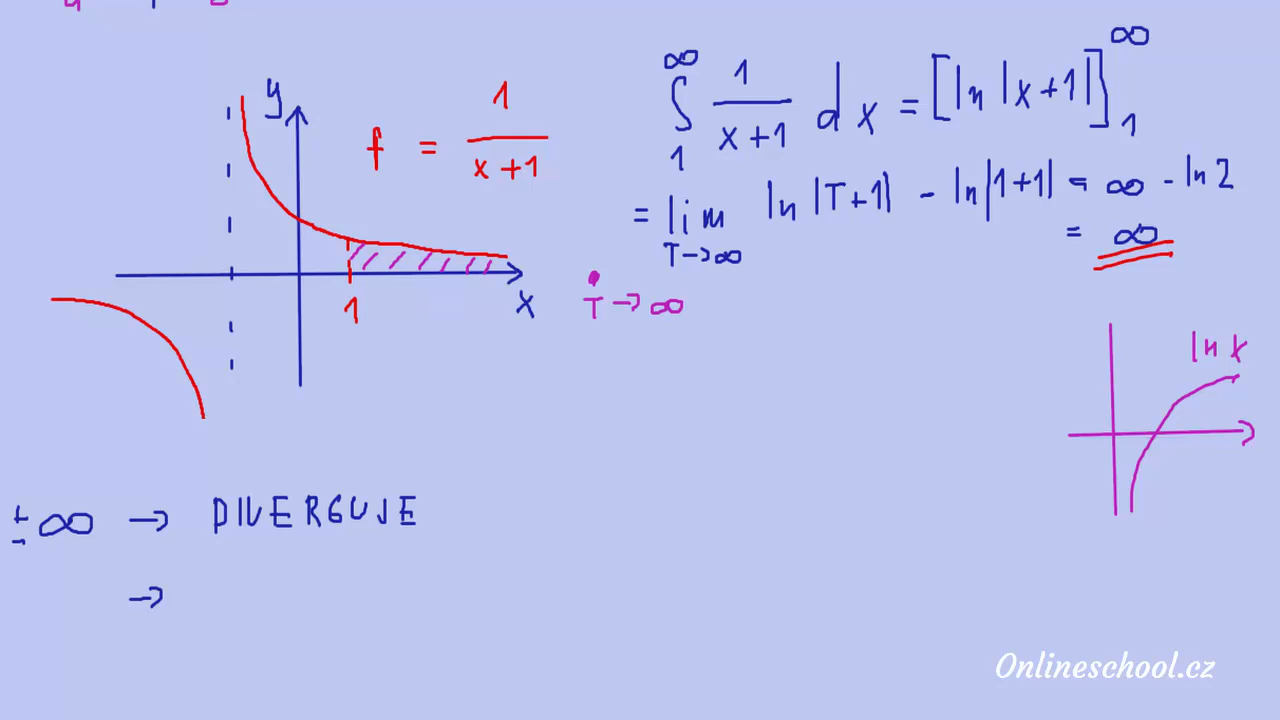 y
f = 1/(x+1)
1
x
T → ∞
∫₁^∞ 1/(x+1) dx = [ln |x+1|]₁^∞
= lim T→∞ ln |T+1| - ln|1+1| = ∞ - ln 2
= ∞
ln x
±∞ → DIVERGUJE
→
Onlineschool.cz